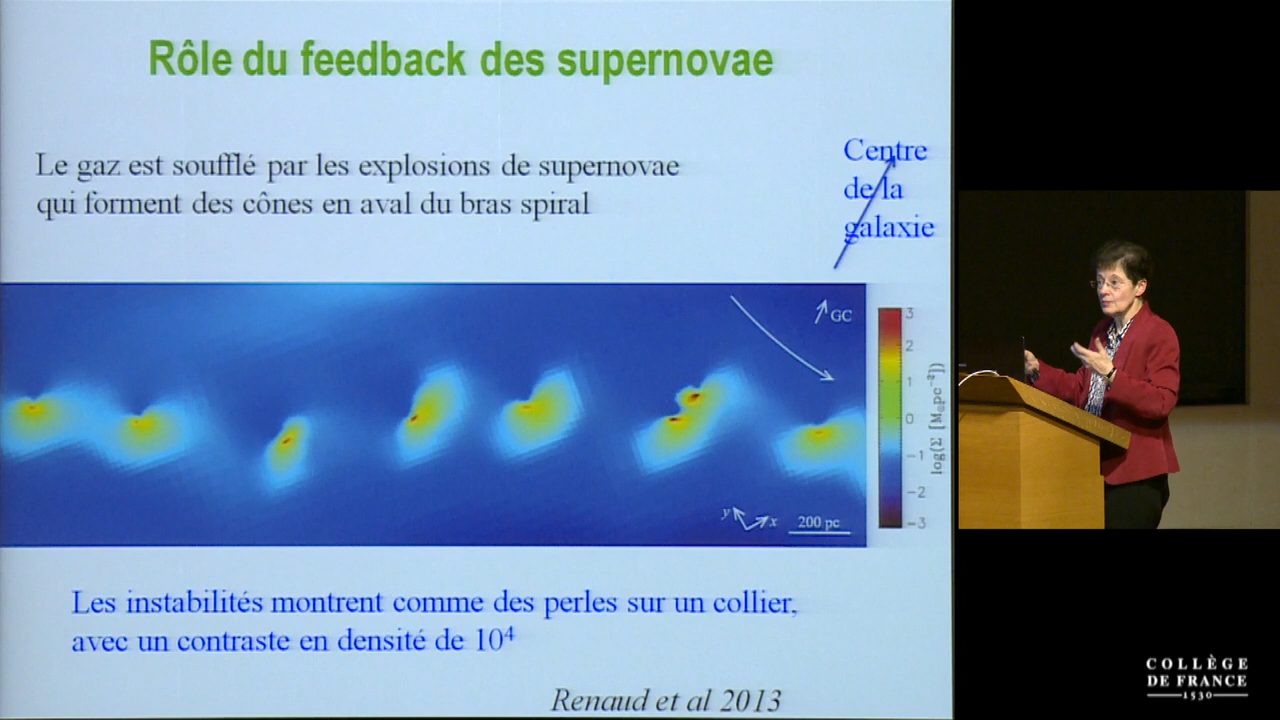 Rôle du feedback des supernovae
Le gaz est soufflé par les explosions de supernovae
qui forment des cônes en aval du bras spiral
Centre
de la
galaxie
GC
3
2
1
0
−1
−2
−3
log(Σ [M⊙pc⁻²])
y
x
200 pc
Les instabilités montrent comme des perles sur un collier,
avec un contraste en densité de 10⁴
Renaud et al 2013
COLLÈGE
DE FRANCE
1530